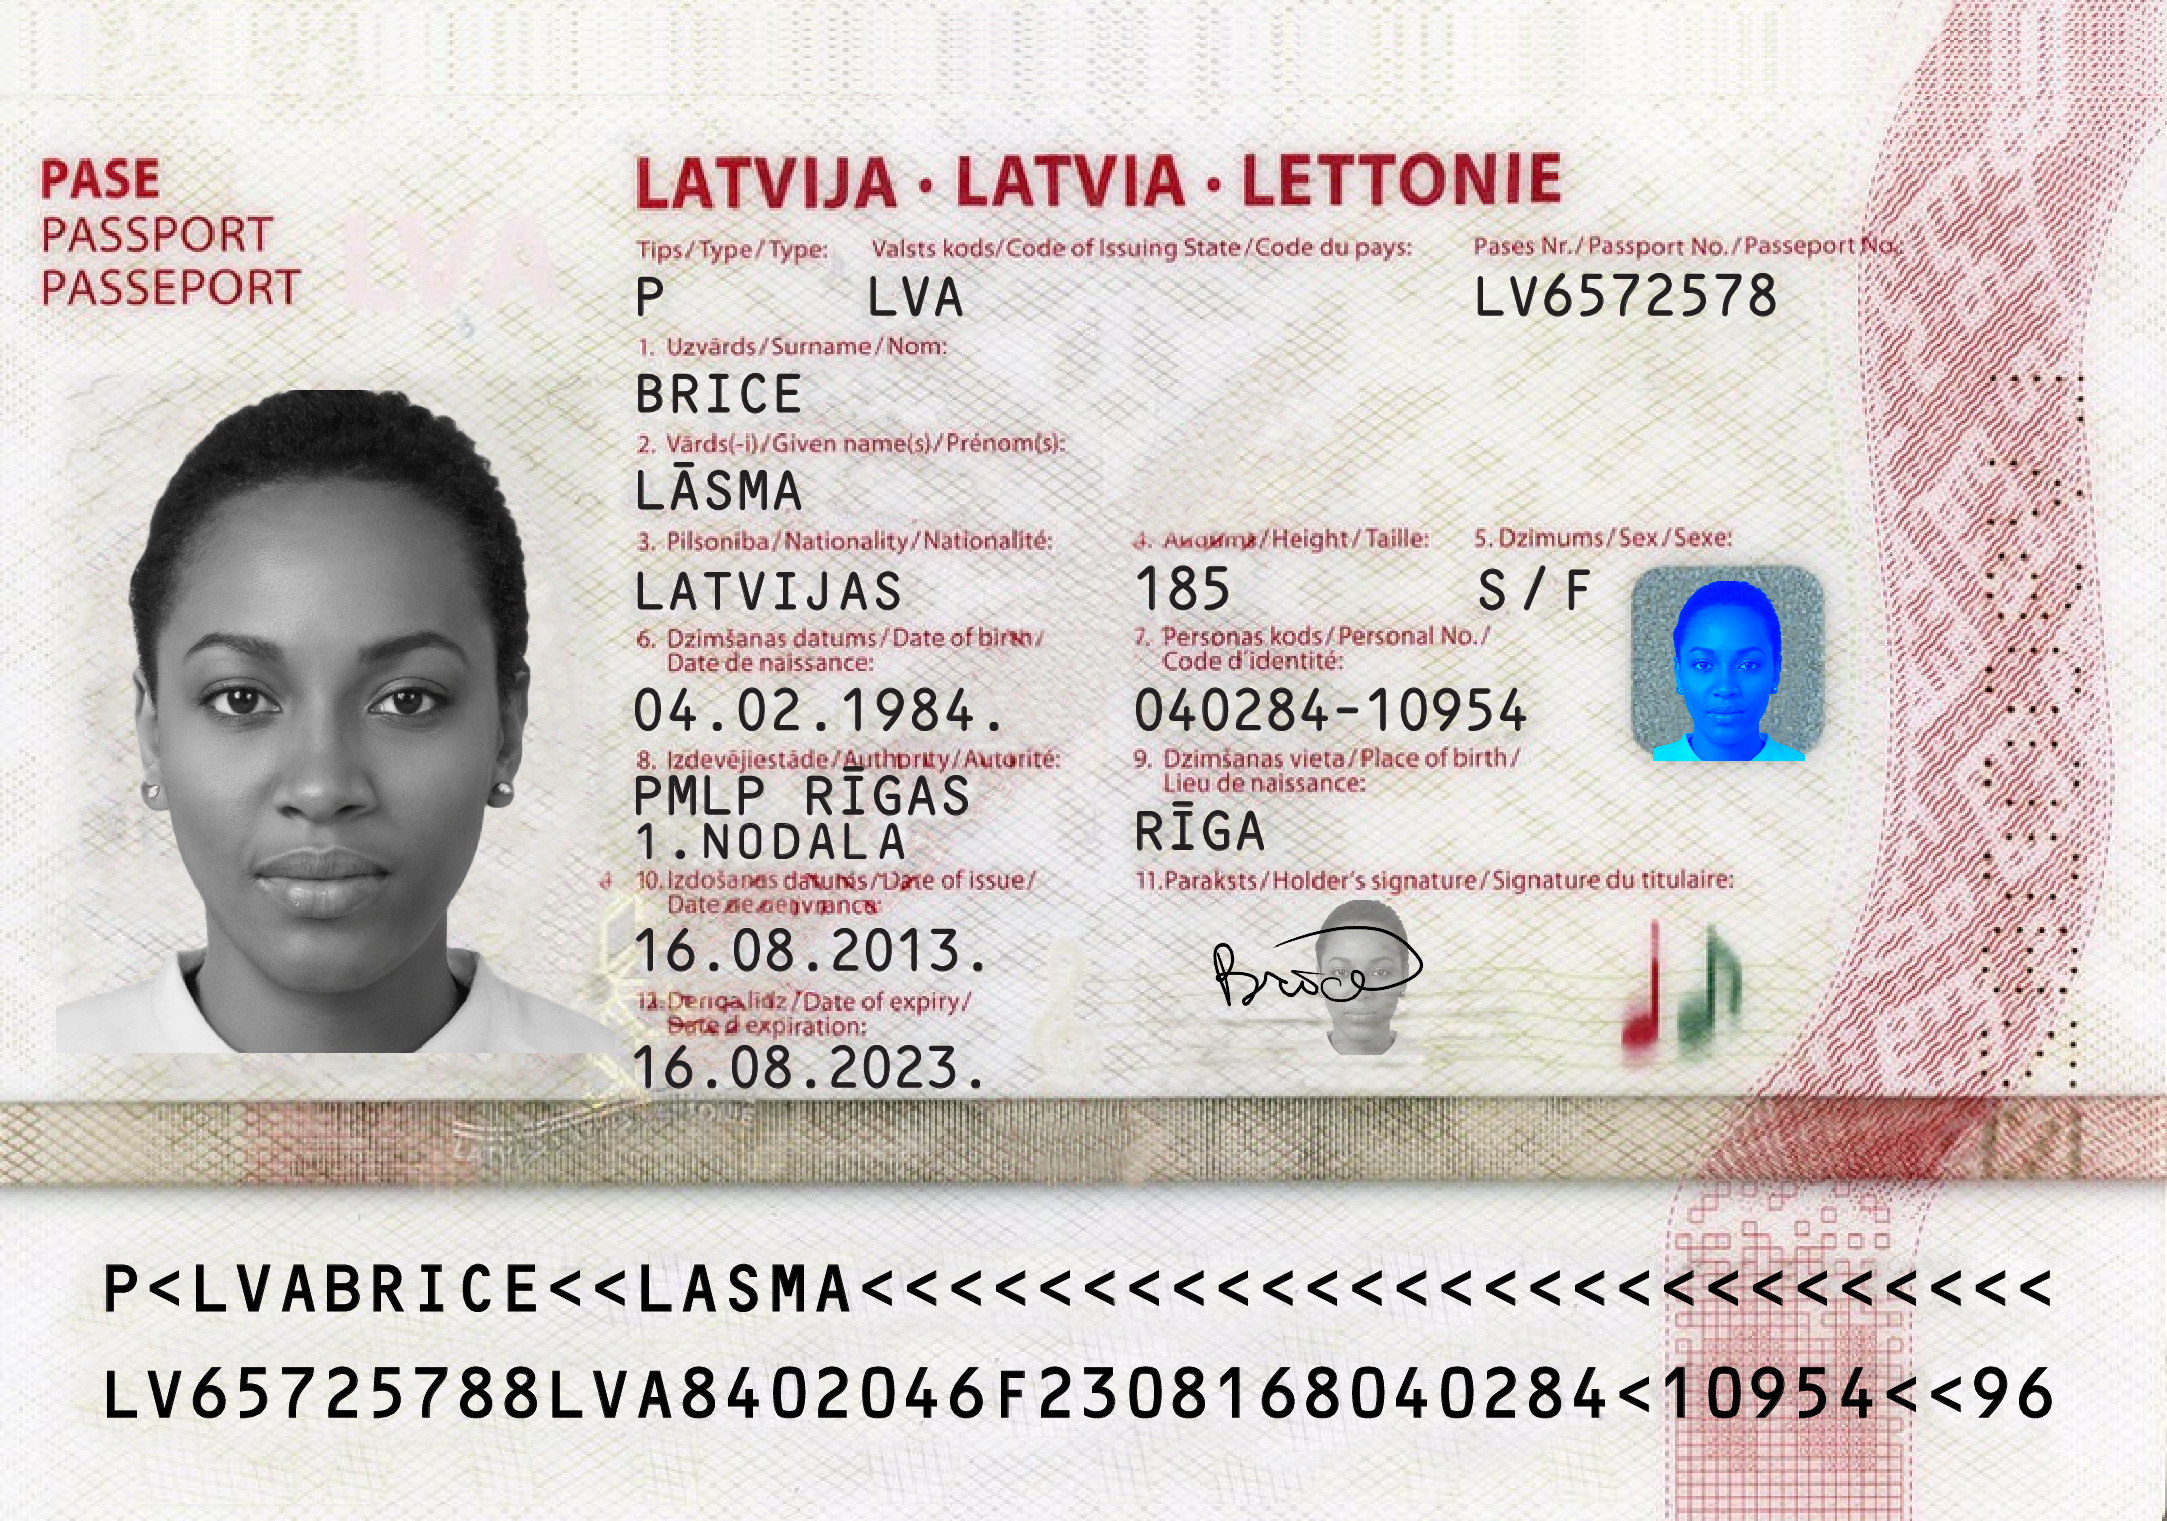 PASE
PASSPORT
PASSEPORT
LVA
LATVIJA · LATVIA · LETTONIE
Tips/Type/Type: Valsts kods/Code of Issuing State/Code du pays: Pases Nr./Passport No./Passeport No.:
P LVA LV6572578
1. Uzvārds/Surname/Nom:
BRICE
2. Vārds(-i)/Given name(s)/Prénom(s):
LĀSMA
3. Pilsonība/Nationality/Nationalité: /Height/Taille: 5. Dzimums/Sex/Sexe:
LATVIJAS 185 S/F
6. Dzimšanas datums/Date of birth/ 7. Personas kods/Personal No./
Date de naissance: Code d'identité:
04.02.1984. 040284-10954
8. Izdevējiestāde/Authority/Autorité: 9. Dzimšanas vieta/Place of birth/
Lieu de naissance:
PMLP RĪGAS
1.NODALA RĪGA
10. Izdošanas datums/Date of issue/ 11. Paraksts/Holder's signature/Signature du titulaire:
Date
16.08.2013. Brice
/Date of expiry/
Date d expiration:
16.08.2023.
P<LVABRICE<<LASMA<<<<<<<<<<<<<<<<<<<<<<<<<<<
LV65725788LVA8402046F2308168040284<10954<<96